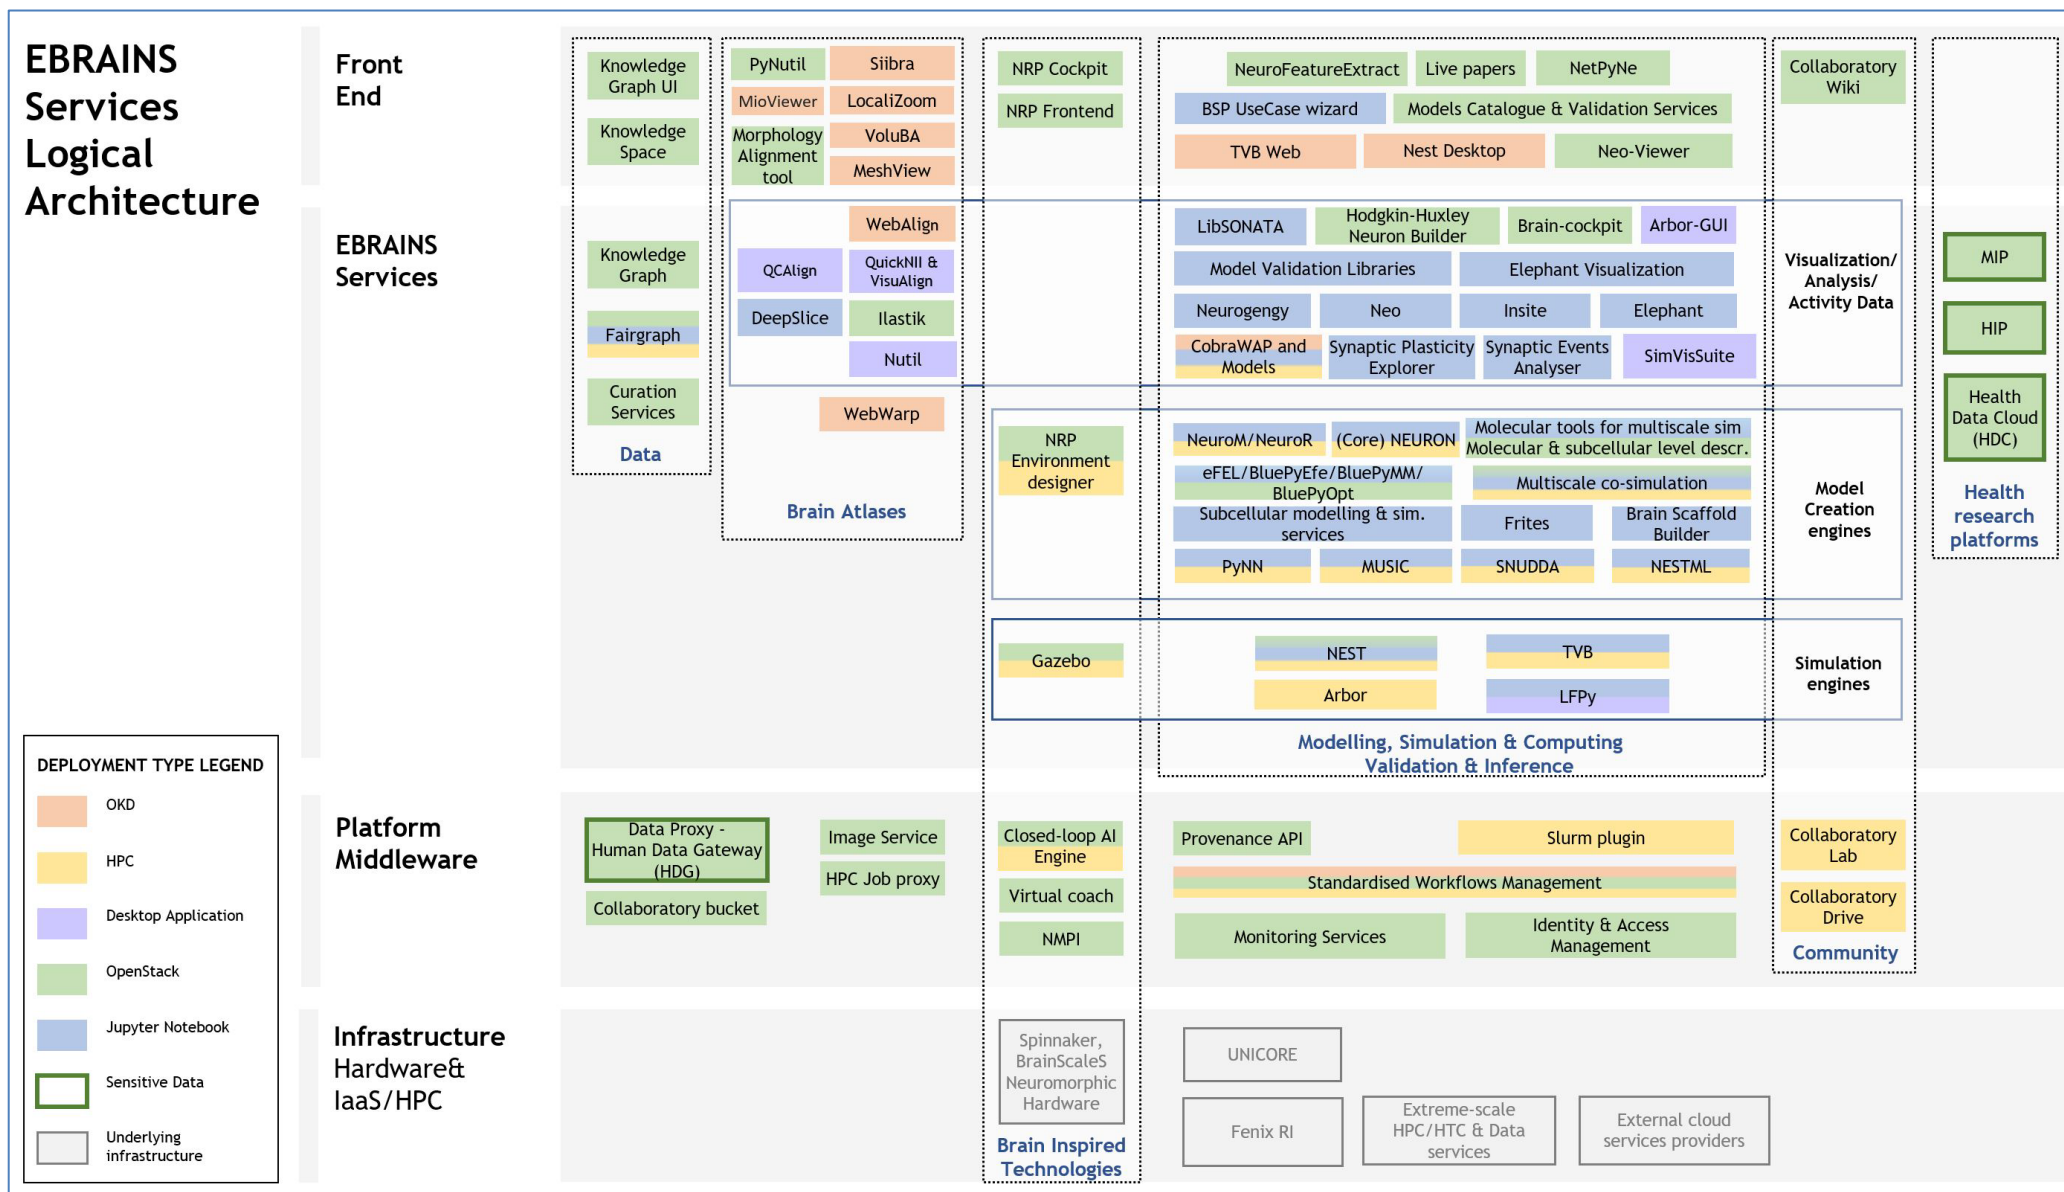 EBRAINS
Services
Logical
Architecture
Front
End
Knowledge
Graph UI
Knowledge
Space
PyNutil
Siibra
MioViewer
LocaliZoom
Morphology
Alignment
tool
VoluBA
MeshView
NRP Cockpit
NRP Frontend
NeuroFeatureExtract
Live papers
NetPyNe
BSP UseCase wizard
Models Catalogue & Validation Services
TVB Web
Nest Desktop
Neo-Viewer
Collaboratory
Wiki
EBRAINS
Services
Knowledge
Graph
Fairgraph
Curation
Services
Data
WebAlign
QCAlign
QuickNII &
VisuAlign
DeepSlice
Ilastik
Nutil
WebWarp
Brain Atlases
LibSONATA
Hodgkin-Huxley
Neuron Builder
Brain-cockpit
Arbor-GUI
Model Validation Libraries
Elephant Visualization
Neurogengy
Neo
Insite
Elephant
CobraWAP and
Models
Synaptic Plasticity
Explorer
Synaptic Events
Analyser
SimVisSuite
Visualization/
Analysis/
Activity Data
MIP
HIP
Health
Data Cloud
(HDC)
Health
research
platforms
NRP
Environment
designer
NeuroM/NeuroR
(Core) NEURON
Molecular tools for multiscale sim
Molecular & subcellular level descr.
eFEL/BluePyEfe/BluePyMM/
BluePyOpt
Multiscale co-simulation
Subcellular modelling & sim.
services
Frites
Brain Scaffold
Builder
PyNN
MUSIC
SNUDDA
NESTML
Model
Creation
engines
Gazebo
NEST
TVB
Arbor
LFPy
Simulation
engines
Modelling, Simulation & Computing
Validation & Inference
DEPLOYMENT TYPE LEGEND
OKD
HPC
Desktop Application
OpenStack
Jupyter Notebook
Sensitive Data
Underlying
infrastructure
Platform
Middleware
Data Proxy -
Human Data Gateway
(HDG)
Collaboratory bucket
Image Service
HPC Job proxy
Closed-loop AI
Engine
Virtual coach
NMPI
Provenance API
Slurm plugin
Standardised Workflows Management
Monitoring Services
Identity & Access
Management
Collaboratory
Lab
Collaboratory
Drive
Community
Infrastructure
Hardware&
IaaS/HPC
Spinnaker,
BrainScaleS
Neuromorphic
Hardware
Brain Inspired
Technologies
UNICORE
Fenix RI
Extreme-scale
HPC/HTC & Data
services
External cloud
services providers